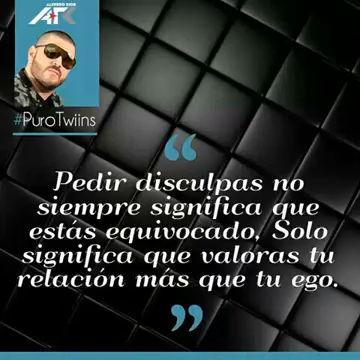 ALFREDO RIOS
#PuroTwiins
“
Pedir disculpas no
siempre significa que
estás equivocado, Solo
significa que valoras tu
relación más que tu ego.
”